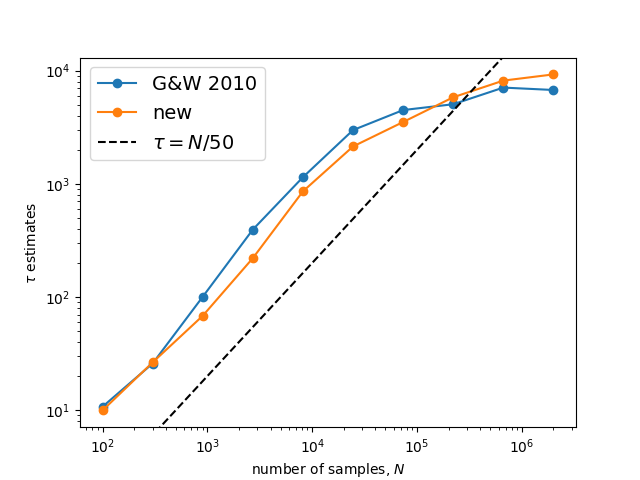 G&W 2010
new
τ = N/50
10⁴
10³
10²
10¹
τ estimates
10² 10³ 10⁴ 10⁵ 10⁶
number of samples, N